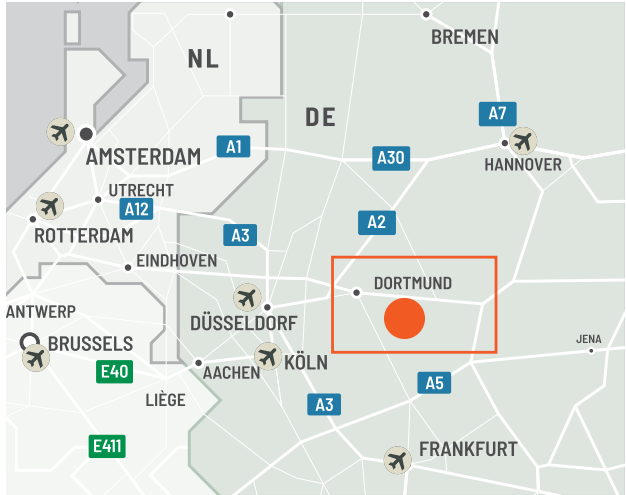 NL
BREMEN
DE
A7
AMSTERDAM
A1
A30
HANNOVER
UTRECHT
A12
ROTTERDAM
A3
A2
EINDHOVEN
DORTMUND
ANTWERP
DÜSSELDORF
BRUSSELS
JENA
KÖLN
E40
AACHEN
A5
LIÈGE
A3
E411
FRANKFURT